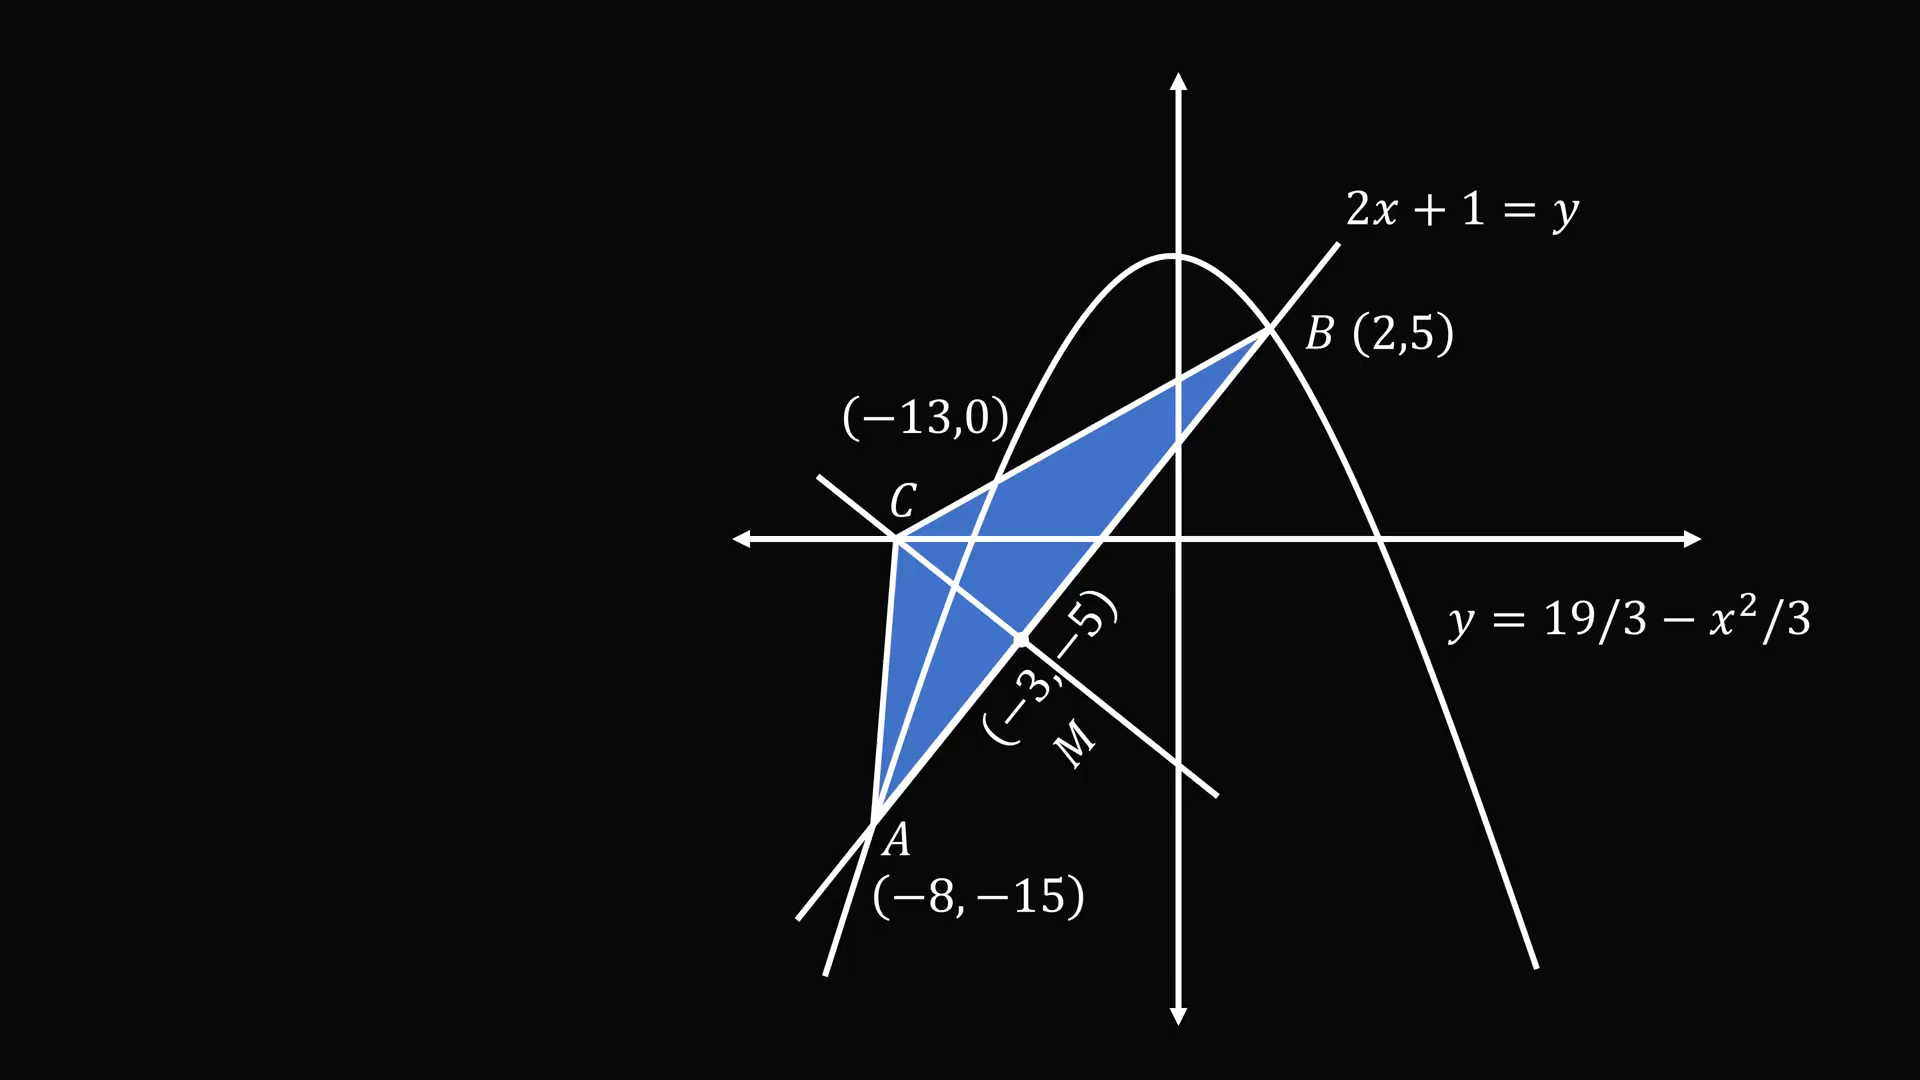 2x + 1 = y
B (2,5)
(−13,0)
C
y = 19/3 − x²/3
(−3, −5)
M
A
(−8, −15)